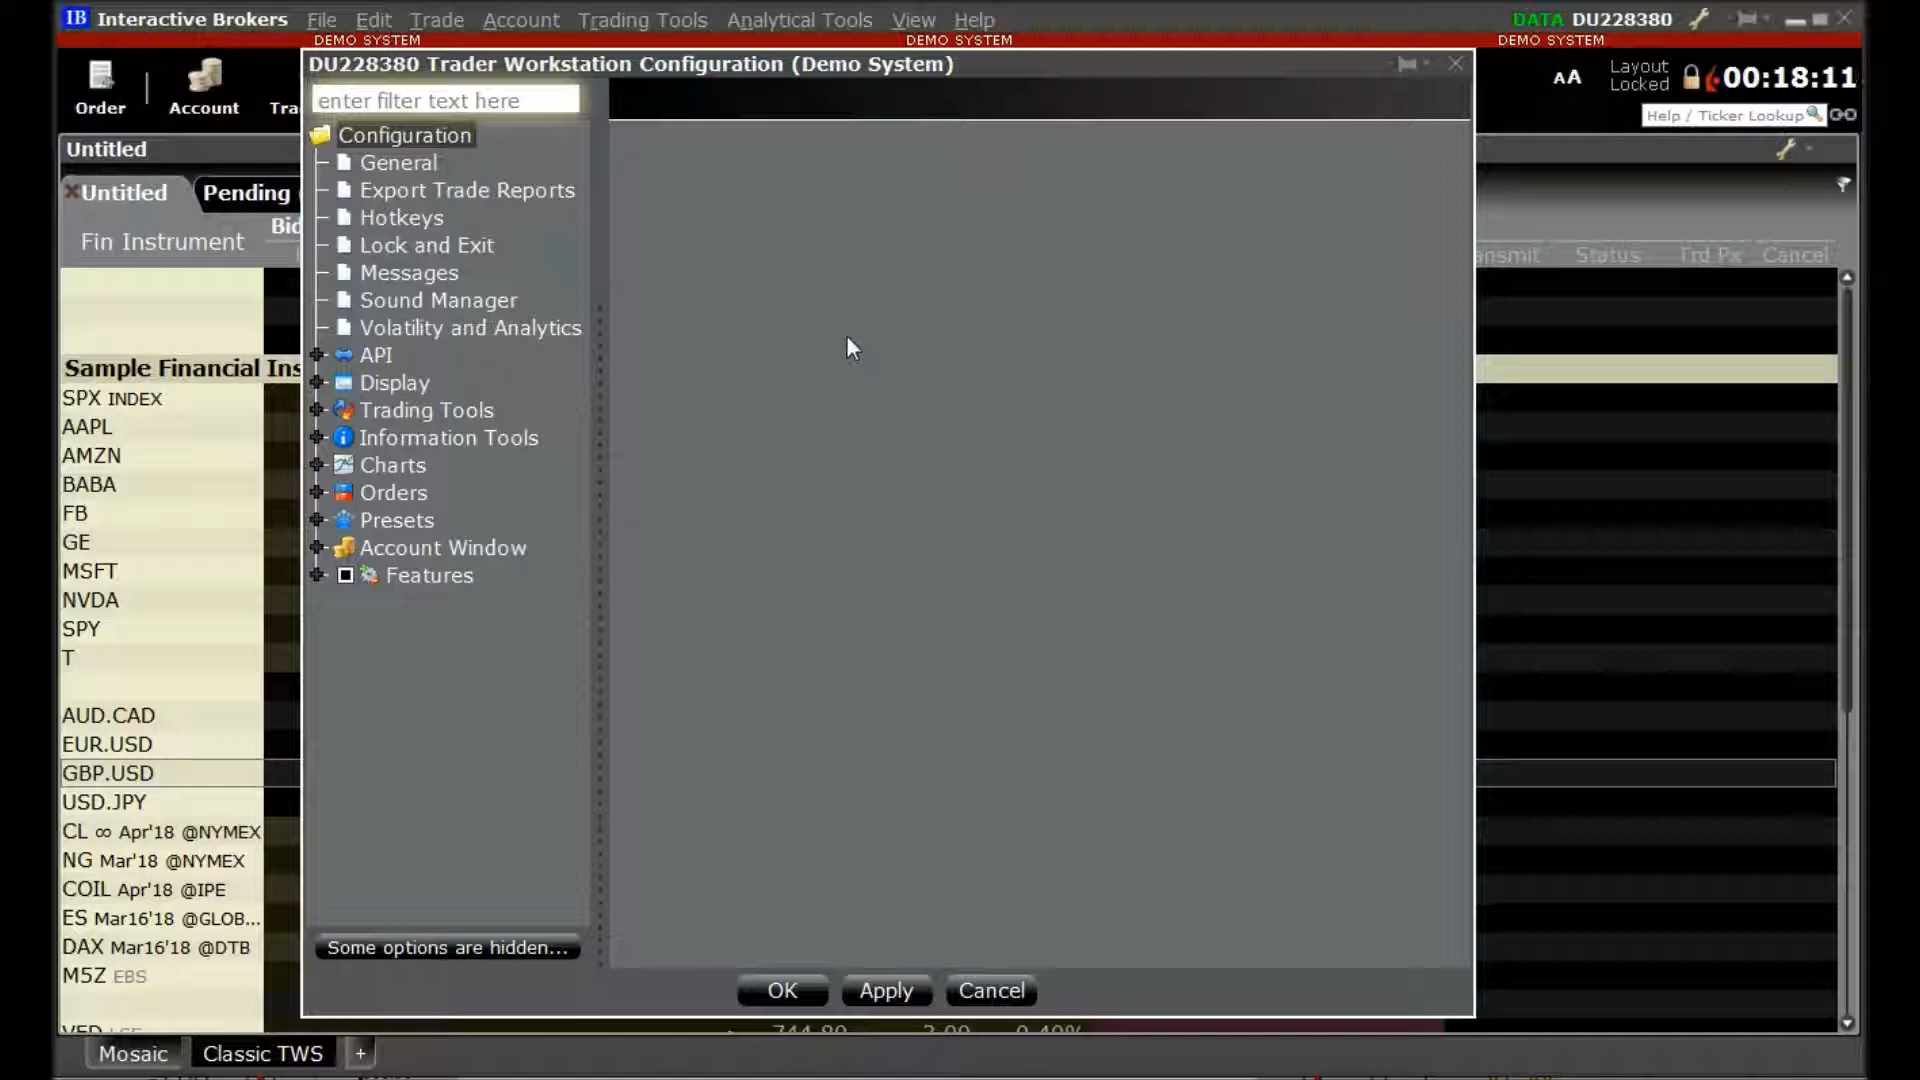 IB Interactive Brokers File Edit Trade Account Trading Tools Analytical Tools View Help DATA DU228380
DEMO SYSTEM DEMO SYSTEM DEMO SYSTEM
DU228380 Trader Workstation Configuration (Demo System)
Order Account Tra
AA Layout Locked 00:18:11
Help / Ticker Lookup
enter filter text here
Configuration
General
Export Trade Reports
Hotkeys
Lock and Exit
Messages
Sound Manager
Volatility and Analytics
API
Display
Trading Tools
Information Tools
Charts
Orders
Presets
Account Window
Features
Some options are hidden...
OK Apply Cancel
Untitled
Untitled Pending
Bid
Fin Instrument
ansmit Status Trd Px Cancel
Sample Financial Ins
SPX INDEX
AAPL
AMZN
BABA
FB
GE
MSFT
NVDA
SPY
T
AUD.CAD
EUR.USD
GBP.USD
USD.JPY
CL ∞ Apr'18 @NYMEX
NG Mar'18 @NYMEX
COIL Apr'18 @IPE
ES Mar16'18 @GLOB...
DAX Mar16'18 @DTB
M5Z EBS
Mosaic Classic TWS +